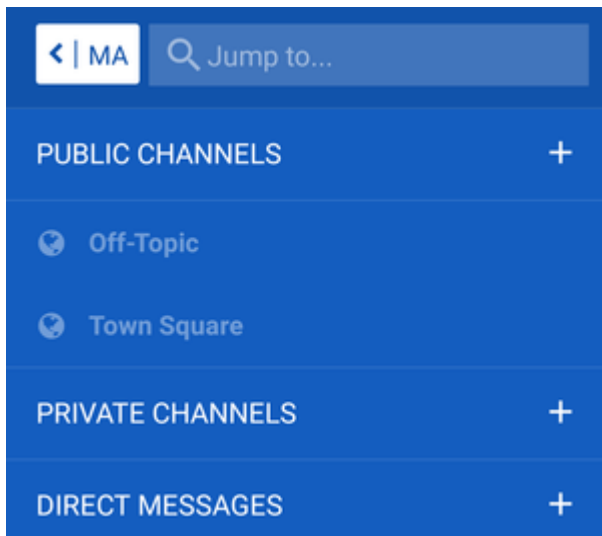 < | MA Jump to...
PUBLIC CHANNELS +
Off-Topic
Town Square
PRIVATE CHANNELS +
DIRECT MESSAGES +